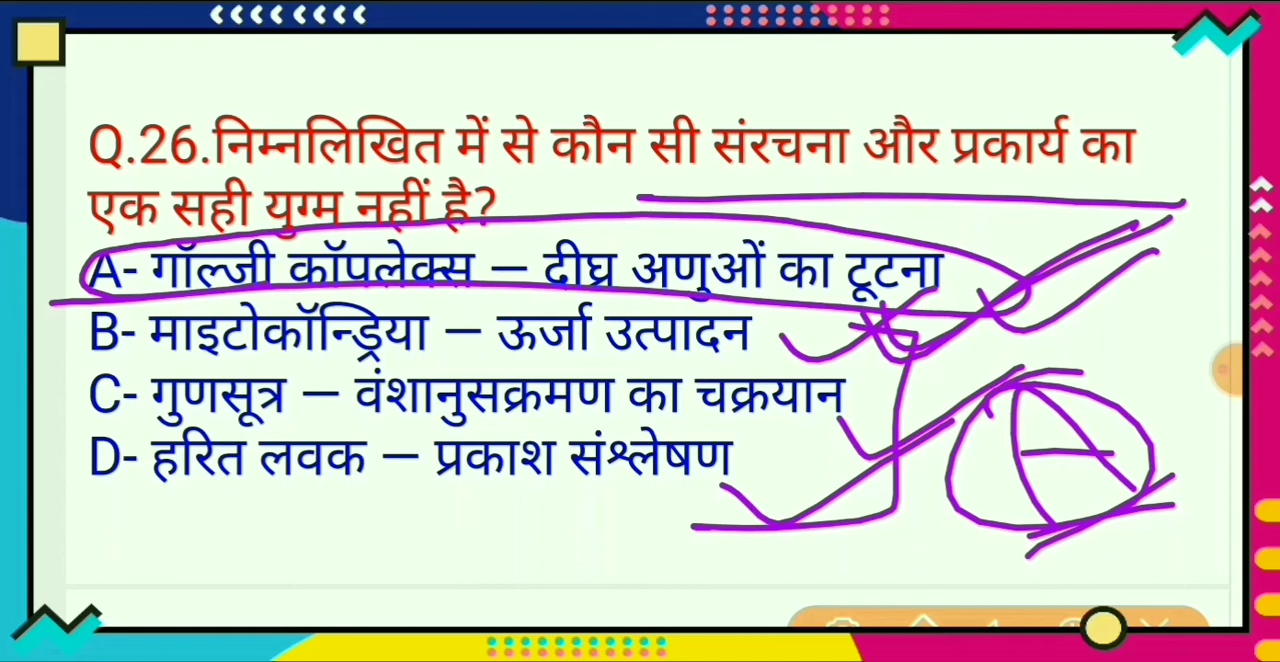 Q.26.निम्नलिखित में से कौन सी संरचना और प्रकार्य का
एक सही युग्म नहीं है?
A- गॉल्जी कॉपलेक्स – दीघ्र अणुओं का टूटना
B- माइटोकॉन्ड्रिया – ऊर्जा उत्पादन
C- गुणसूत्र – वंशानुसक्रमण का चक्रयान
D- हरित लवक – प्रकाश संश्लेषण
A